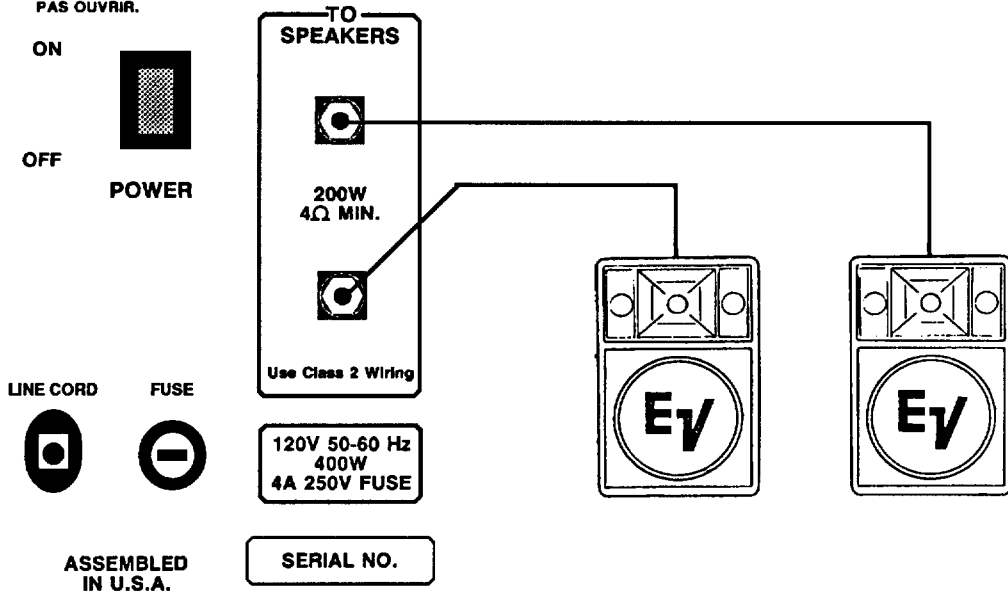 PAS OUVRIR.
ON
OFF
POWER
TO
SPEAKERS
200W
4Ω MIN.
Use Class 2 Wiring
LINE CORD
FUSE
120V 50-60 Hz
400W
4A 250V FUSE
ASSEMBLED
IN U.S.A.
SERIAL NO.
EV
EV